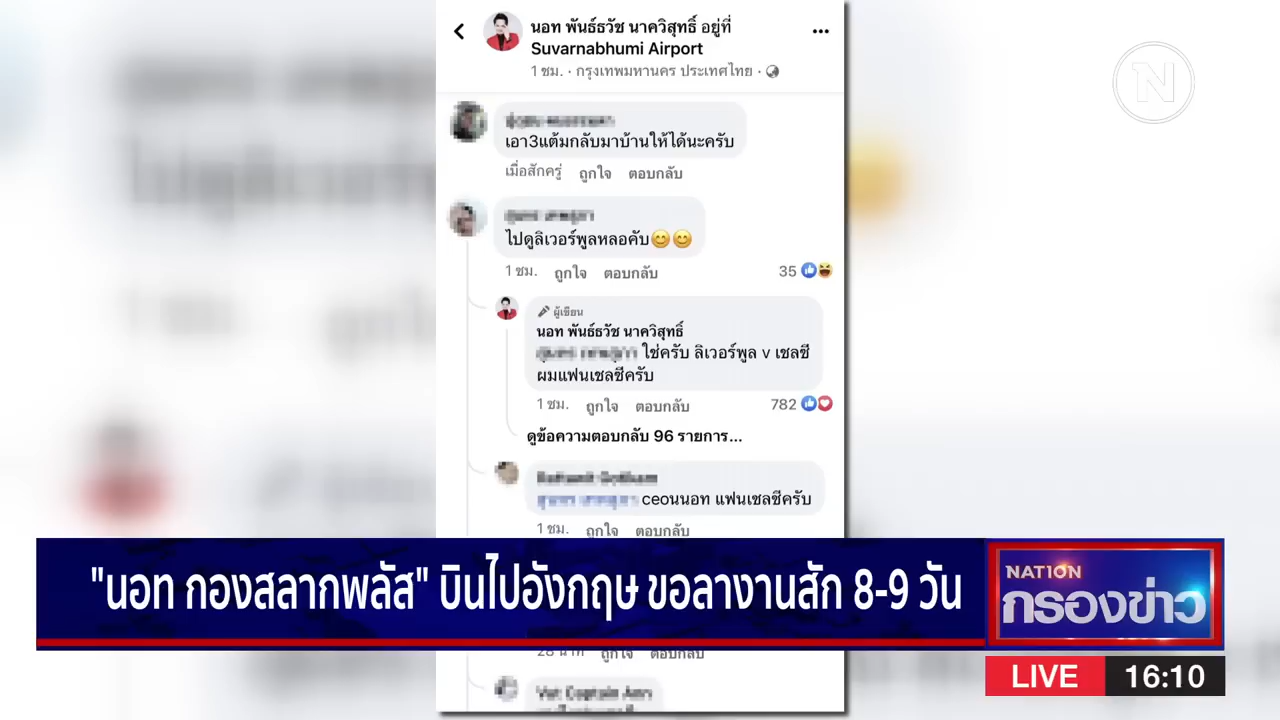 นอท พันธ์ธวัช นาควิสุทธิ์ อยู่ที่
Suvarnabhumi Airport
1 ชม. · กรุงเทพมหานคร ประเทศไทย ·
N
เอา3แต้มกลับมาบ้านให้ได้นะครับ
เมื่อสักครู่ ถูกใจ ตอบกลับ
ไปดูลิเวอร์พูลหลอคับ😊😊
1 ชม. ถูกใจ ตอบกลับ 35
ผู้เขียน
นอท พันธ์ธวัช นาควิสุทธิ์
ใช่ครับ ลิเวอร์พูล v เชลซี
ผมแฟนเชลซีครับ
1 ชม. ถูกใจ ตอบกลับ 782
ดูข้อความตอบกลับ 96 รายการ...
ceoนนอท แฟนเซลซีครับ
1 ชม. ถูกใจ ตอบกลับ
"นอท กองสลากพลัส" บินไปอังกฤษ ขอลางานสัก 8-9 วัน
NATION
กรองข่าว
28 นาที ถูกใจ ตอบกลับ
LIVE 16:10